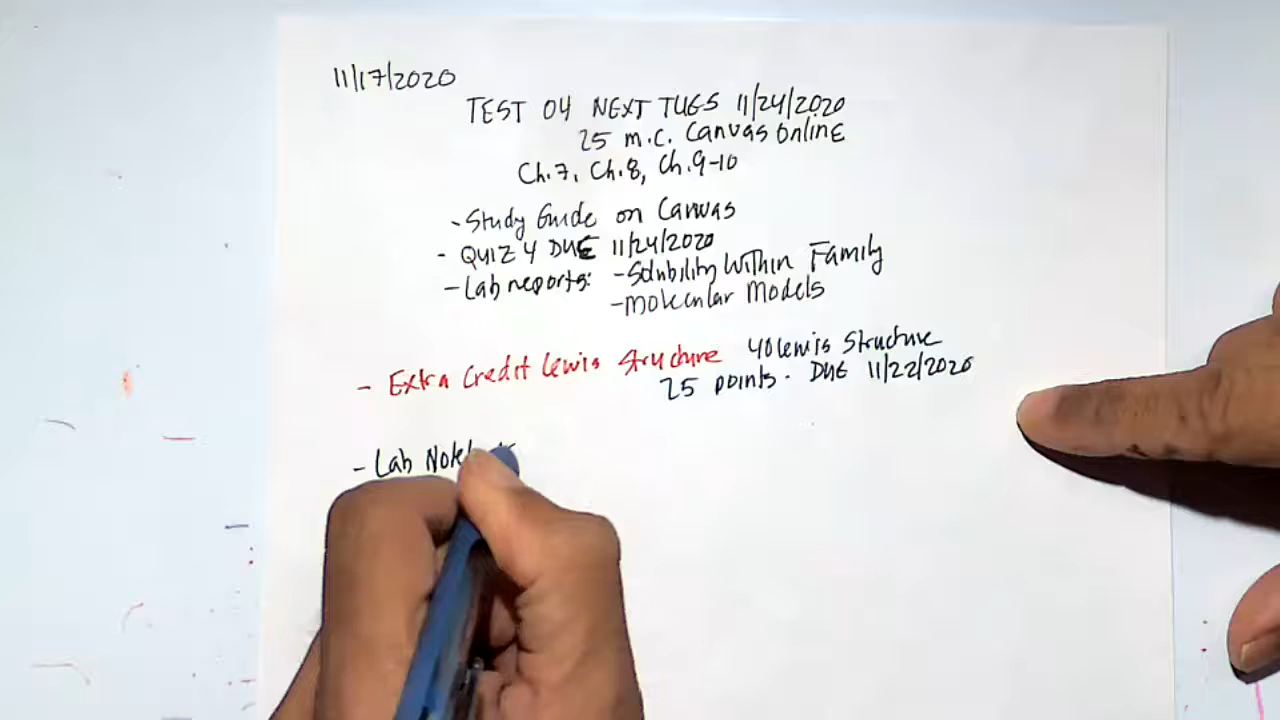 11/17/2020
TEST 04 NEXT TUES 11/24/2020
25 m.c. Canvas Online
Ch.7, Ch.8, Ch.9-10
- Study Guide on Canvas
- QUIZ 4 DUE 11/24/2020
- Lab reports: - Solubility Within Family
- Molecular Models
- Extra Credit Lewis Structure 40 Lewis Structure
25 points. DUE 11/22/2020
- Lab